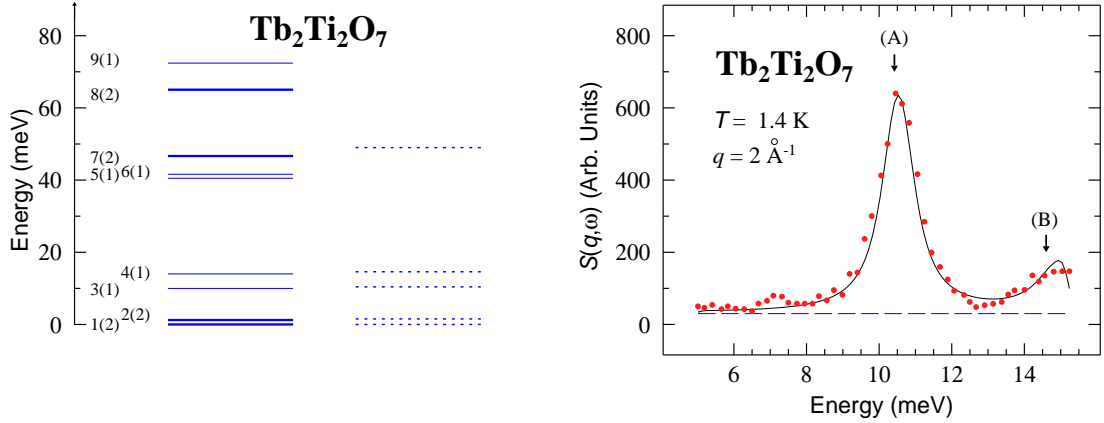 Tb₂Ti₂O₇
80
60
40
20
0
Energy (meV)
9(1)
8(2)
7(2)
6(1)
5(1)
4(1)
3(1)
2(2)
1(2)
800
600
400
200
0
S(q,ω) (Arb. Units)
(A)
Tb₂Ti₂O₇
T = 1.4 K
q = 2 Å⁻¹
(B)
6 8 10 12 14
Energy (meV)